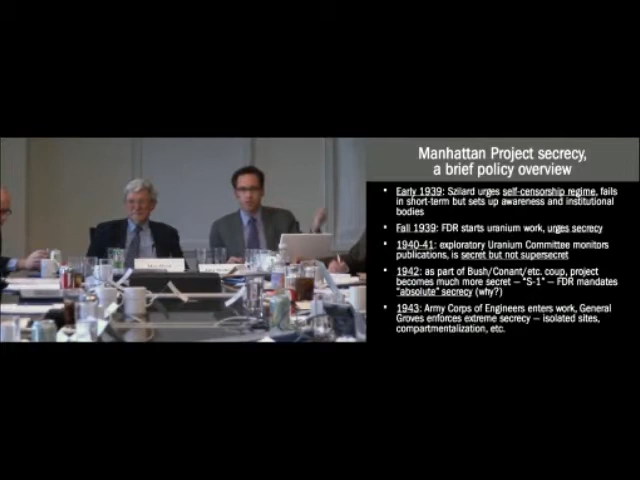 Manhattan Project secrecy,
a brief policy overview
• Early 1939: Szilard urges self-censorship regime, fails
in short-term but sets up awareness and institutional
bodies
• Fall 1939: FDR starts uranium work, urges secrecy
• 1940-41: exploratory Uranium Committee monitors
publications, is secret but not supersecret
• 1942: as part of Bush/Conant/etc. coup, project
becomes much more secret — "S-1" — FDR mandates
"absolute" secrecy (why?)
• 1943: Army Corps of Engineers enters work, General
Groves enforces extreme secrecy — isolated sites,
compartmentalization, etc.